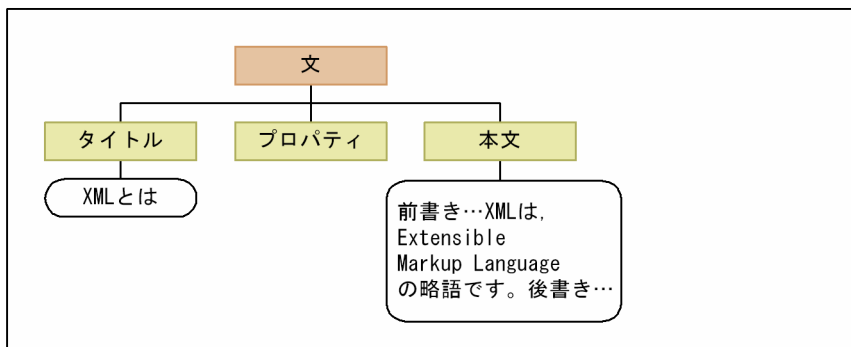 文
タイトル
プロパティ
本文
XMLとは
前書き…XMLは,
Extensible
Markup Language
の略語です。後書き…